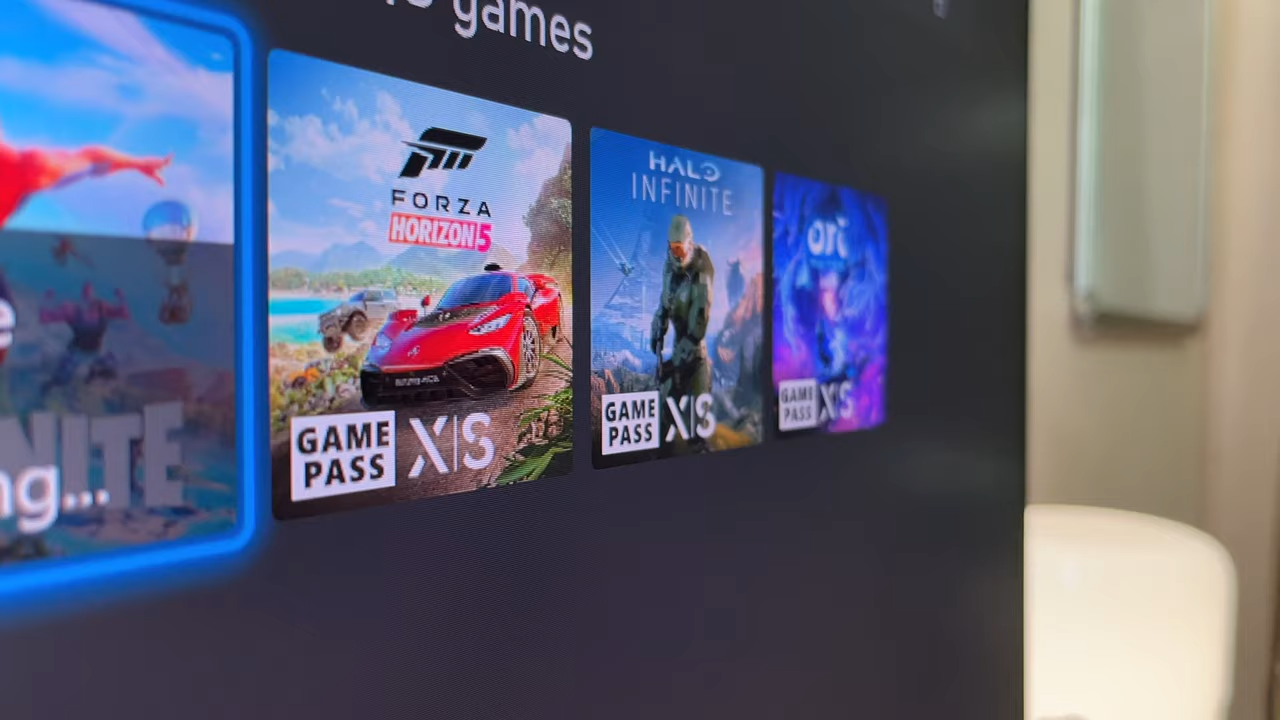 games
FORZA
HORIZON 5
GAME
PASS
X|S
HALO
INFINITE
GAME
PASS
X|S
ori
GAME
PASS
X|S
e
NITE
ng...